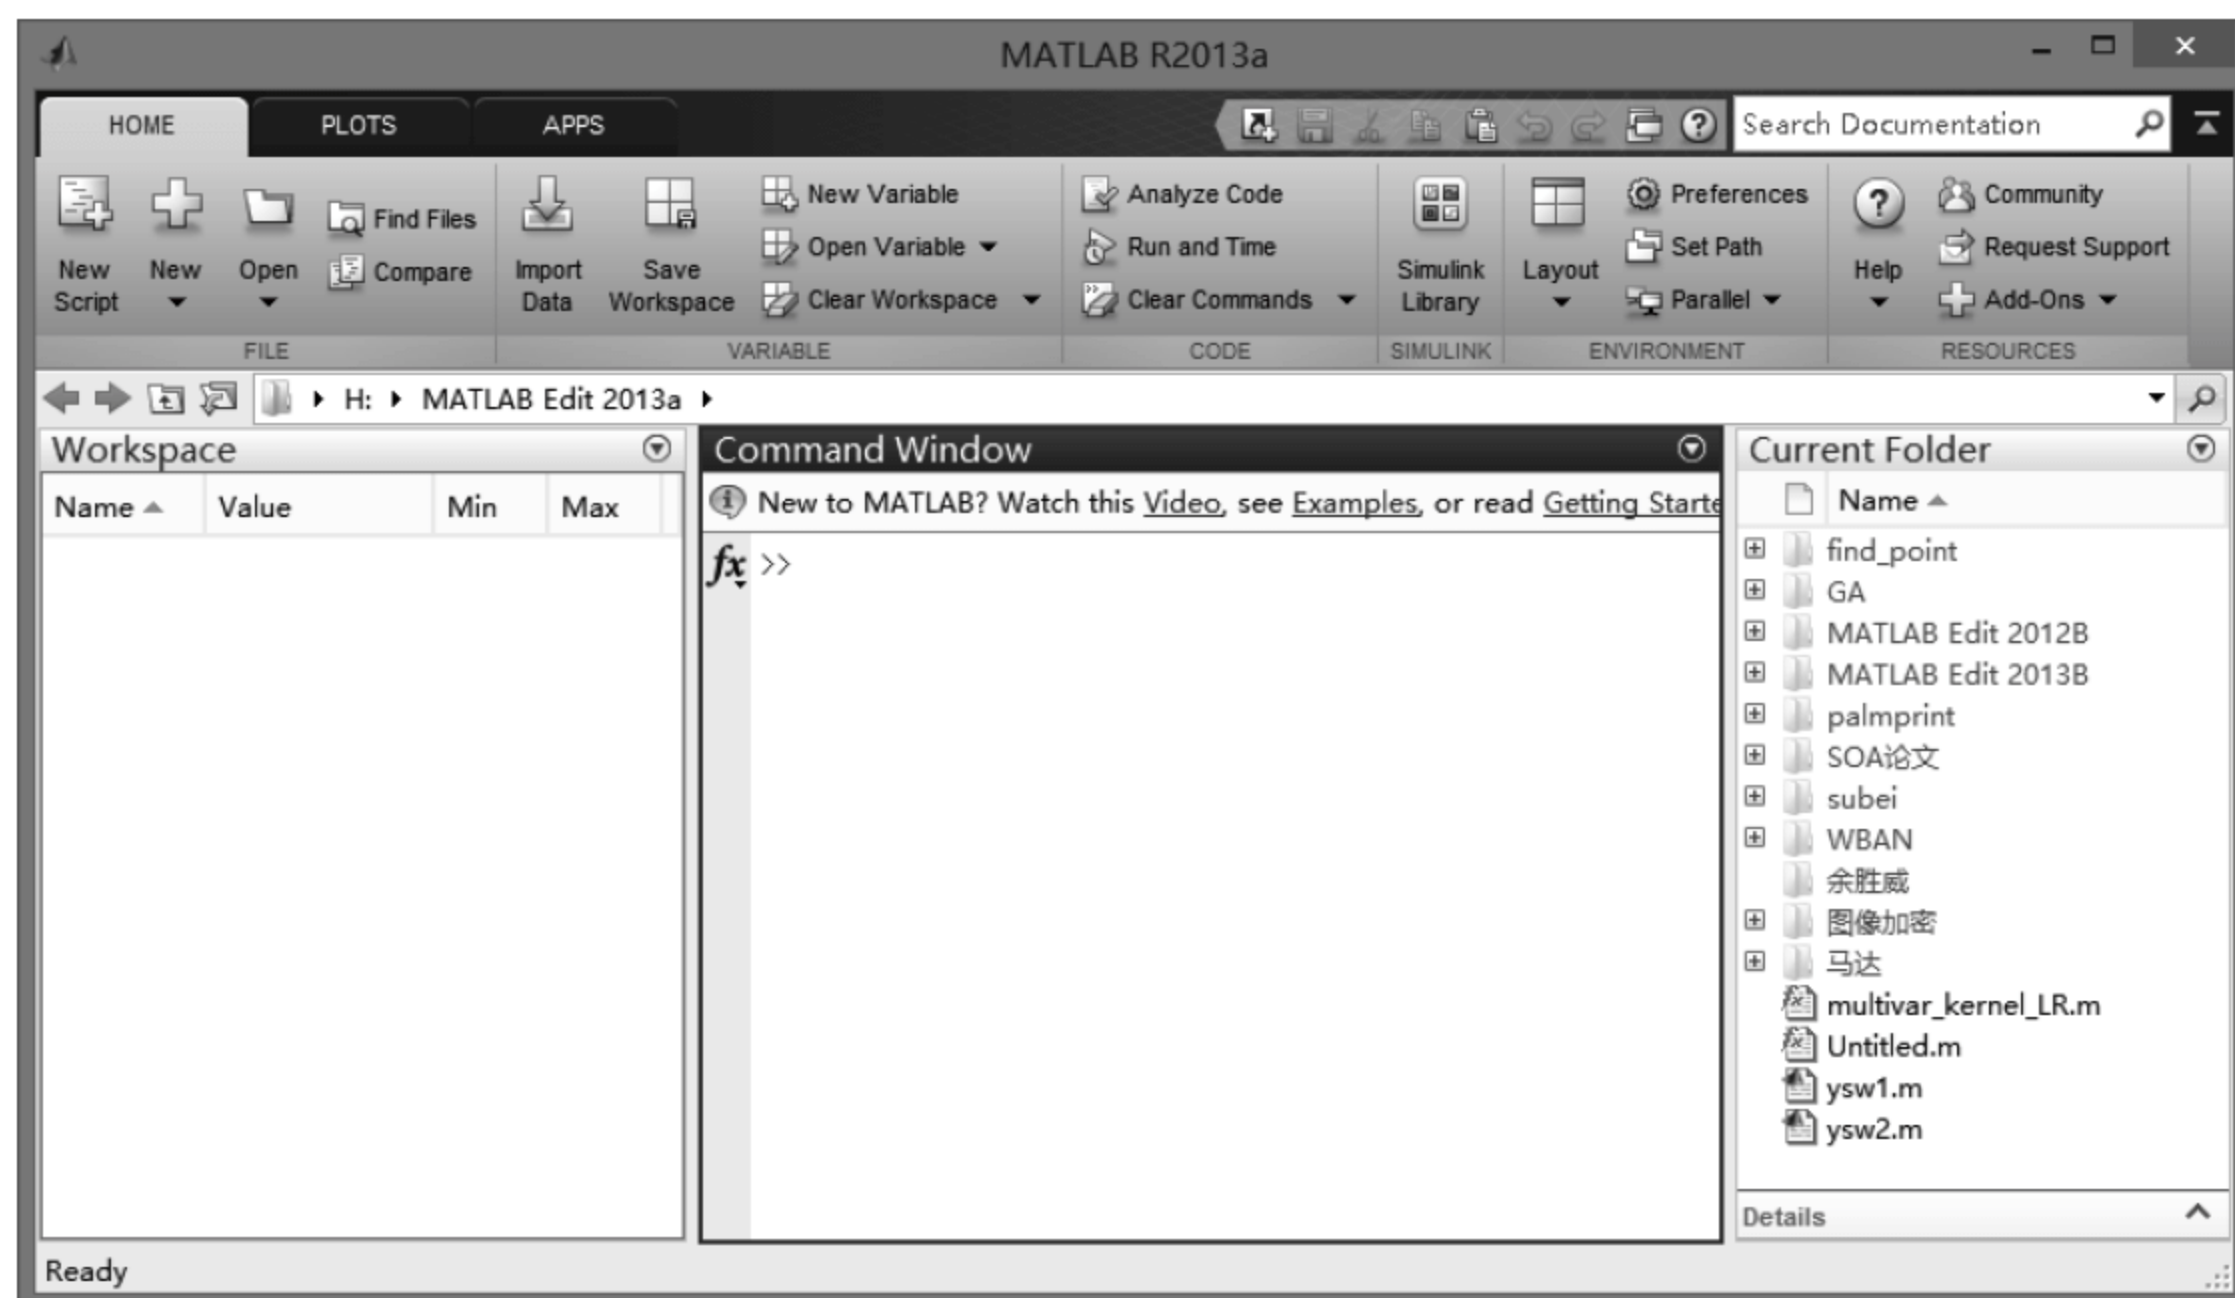 MATLAB R2013a
HOME PLOTS APPS Search Documentation
New Script
New
Open
Find Files
Compare
FILE
Import Data
Save Workspace
New Variable
Open Variable
Clear Workspace
VARIABLE
Analyze Code
Run and Time
Clear Commands
CODE
Simulink Library
SIMULINK
Layout
Preferences
Set Path
Parallel
ENVIRONMENT
Help
Community
Request Support
Add-Ons
RESOURCES
H: MATLAB Edit 2013a
Workspace
Name Value Min Max
Command Window
New to MATLAB? Watch this Video, see Examples, or read Getting Starte
fx >>
Current Folder
Name
find_point
GA
MATLAB Edit 2012B
MATLAB Edit 2013B
palmprint
SOA论文
subei
WBAN
余胜威
图像加密
马达
multivar_kernel_LR.m
Untitled.m
ysw1.m
ysw2.m
Details
Ready